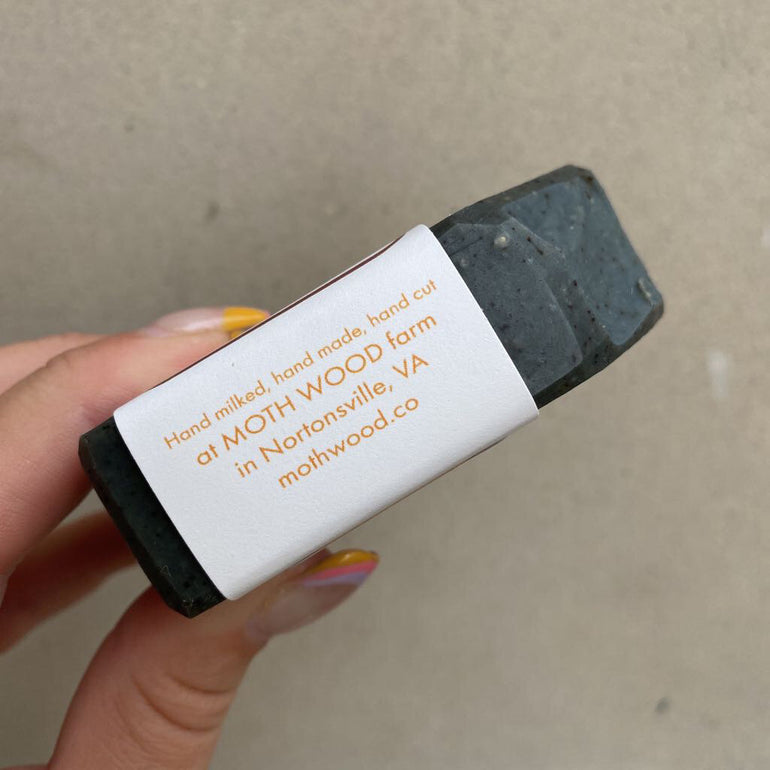 Hand milked, hand made, hand cut
at MOTH WOOD farm
in Nortonsville, VA
mothwood.co